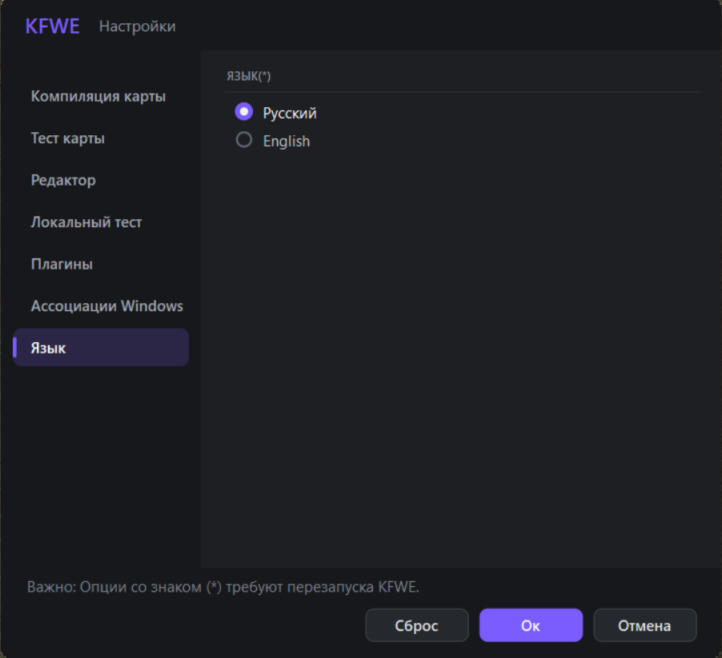 KFWE Настройки
ЯЗЫК(*)
Русский
English
Компиляция карты
Тест карты
Редактор
Локальный тест
Плагины
Ассоциации Windows
Язык
Важно: Опции со знаком (*) требуют перезапуска KFWE.
Сброс Ок Отмена